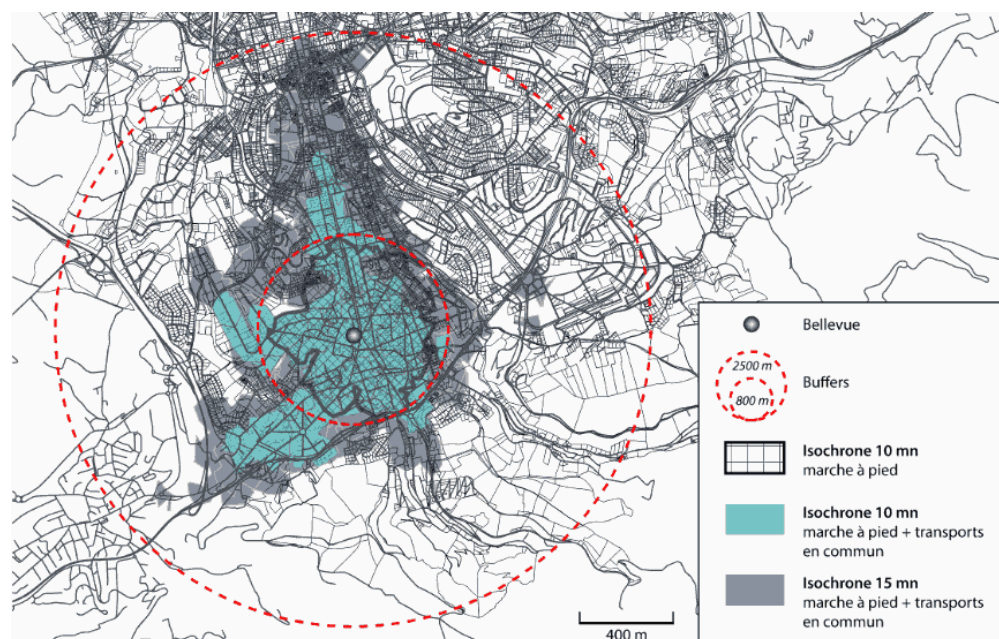 Bellevue
2500 m
Buffers
800 m
Isochrone 10 mn
marche à pied
Isochrone 10 mn
marche à pied + transports
en commun
Isochrone 15 mn
marche à pied + transports
en commun
400 m